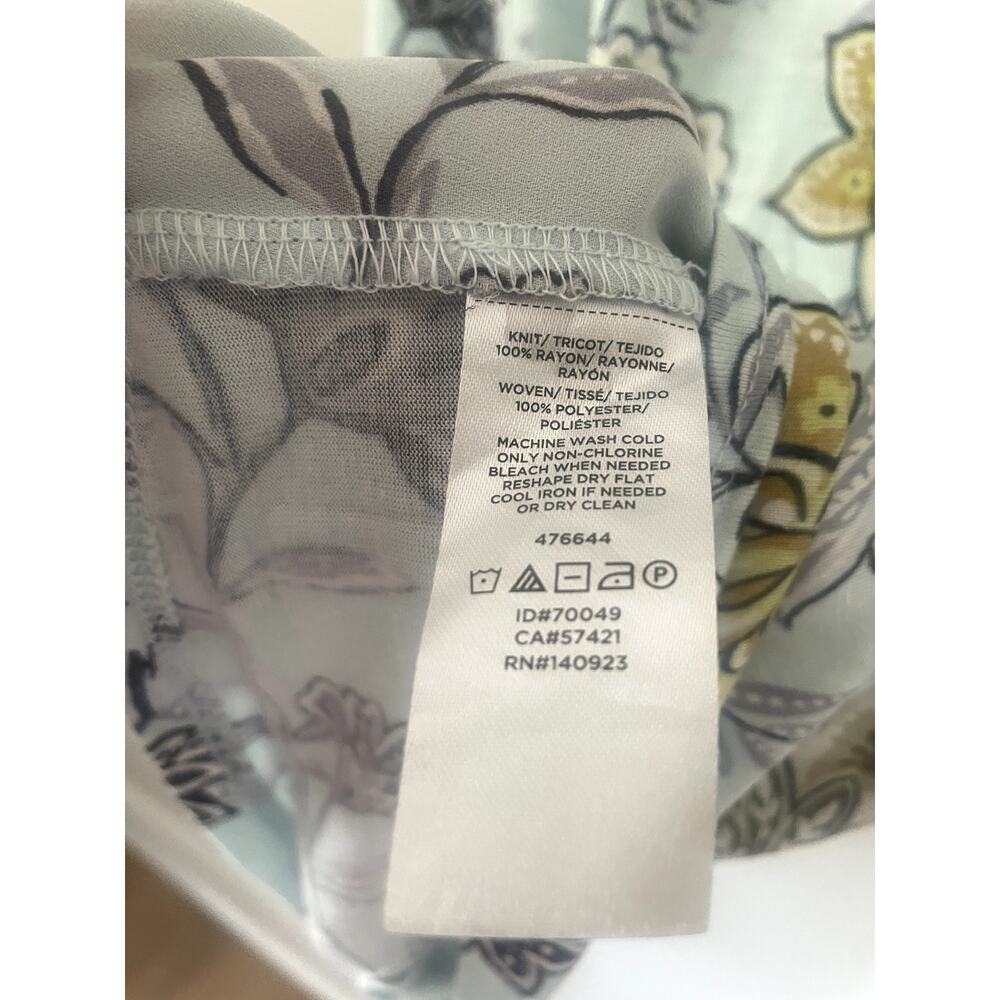 KNIT/ TRICOT/ TEJIDO
100% RAYON/ RAYONNE/
RAYÓN
WOVEN/ TISSÉ/ TEJIDO
100% POLYESTER/
POLIÉSTER
MACHINE WASH COLD
ONLY NON-CHLORINE
BLEACH WHEN NEEDED
RESHAPE DRY FLAT
COOL IRON IF NEEDED
OR DRY CLEAN
476644
P
ID#70049
CA#57421
RN#140923